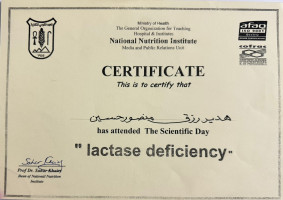 Ministry of Health
The General Organization for Teaching
Hospital & Institutes
National Nutrition Institute
Media and Public Relations Unit
afaq
CERTIFICATE
This is to certify that
هدير رزق منصور حسين
has attended The Scientific Day
" lactase deficiency"
Prof Dr. Sahar Khairy
Dean of National Nutrition
Institute